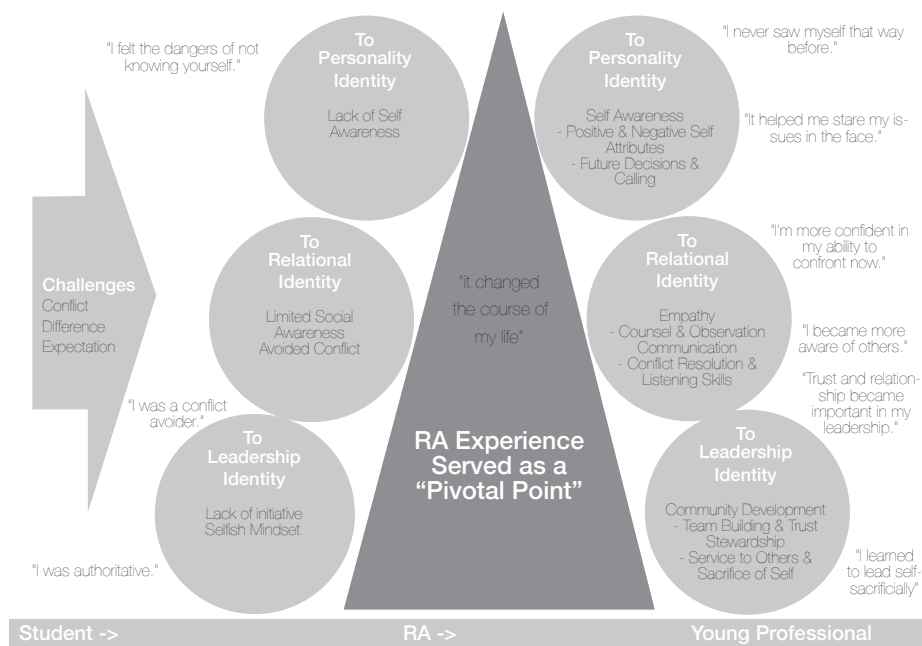 "I felt the dangers of not
knowing yourself."
To
Personality
Identity
Lack of Self
Awareness
To
Personality
Identity
Self Awareness
- Positive & Negative Self
Attributes
- Future Decisions &
Calling
"I never saw myself that way
before."
"It helped me stare my is-
sues in the face."
Challenges
Conflict
Difference
Expectation
To
Relational
Identity
Limited Social
Awareness
Avoided Conflict
"it changed
the course of
my life"
To
Relational
Identity
Empathy
- Counsel & Observation
Communication
- Conflict Resolution &
Listening Skills
"I'm more confident in
my ability to
confront now."
"I became more
aware of others."
"Trust and relation-
ship became
important in my
leadership."
"I was a conflict
avoider."
To
Leadership
Identity
Lack of initiative
Selfish Mindset
RA Experience
Served as a
“Pivotal Point”
To
Leadership
Identity
Community Development
- Team Building & Trust
Stewardship
- Service to Others &
Sacrifice of Self
"I was authoritative."
"I learned
to lead self-
sacrificially"
Student -> RA -> Young Professional